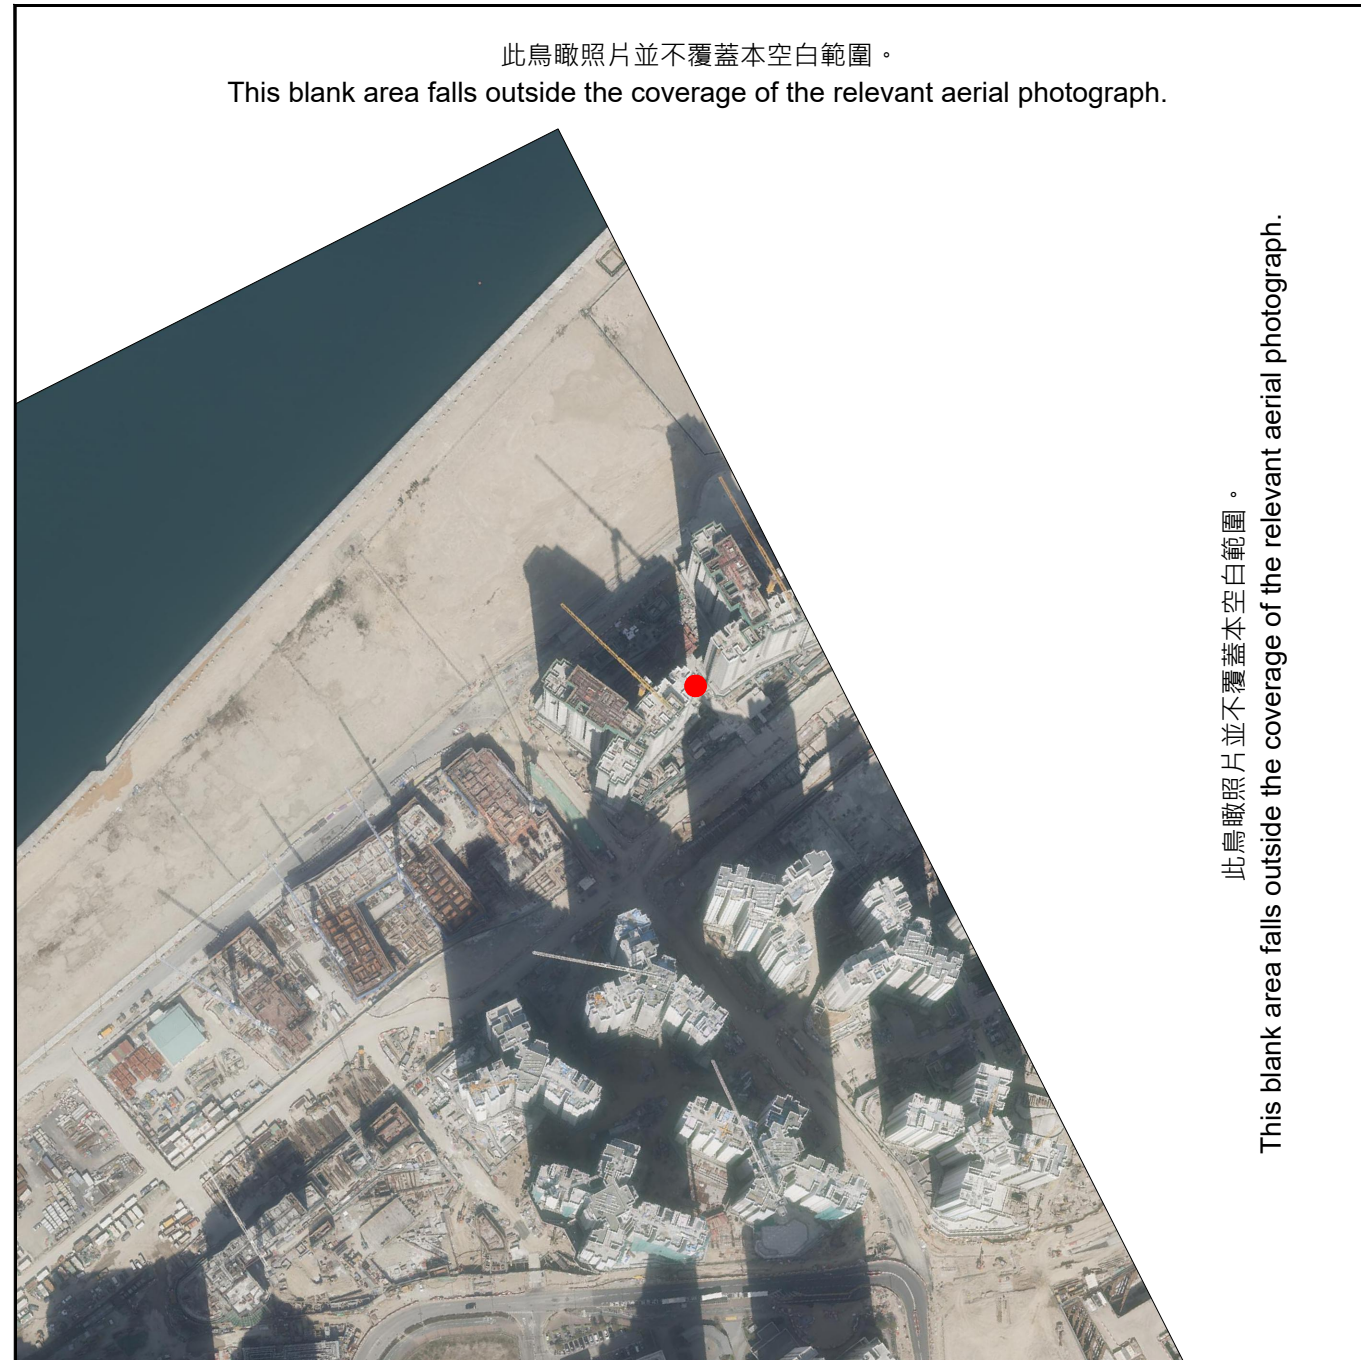 此鳥瞰照片並不覆蓋本空白範圍。
This blank area falls outside the coverage of the relevant aerial photograph.
此鳥瞰照片並不覆蓋本空白範圍。
This blank area falls outside the coverage of the relevant aerial photograph.